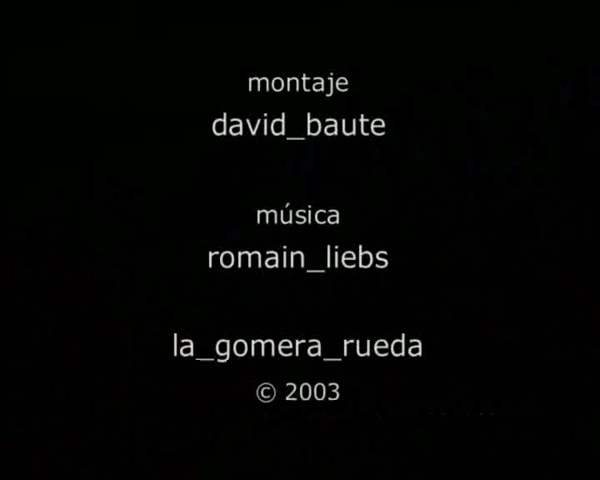 montaje
david_baute
música
romain_liebs
la_gomera_rueda
© 2003